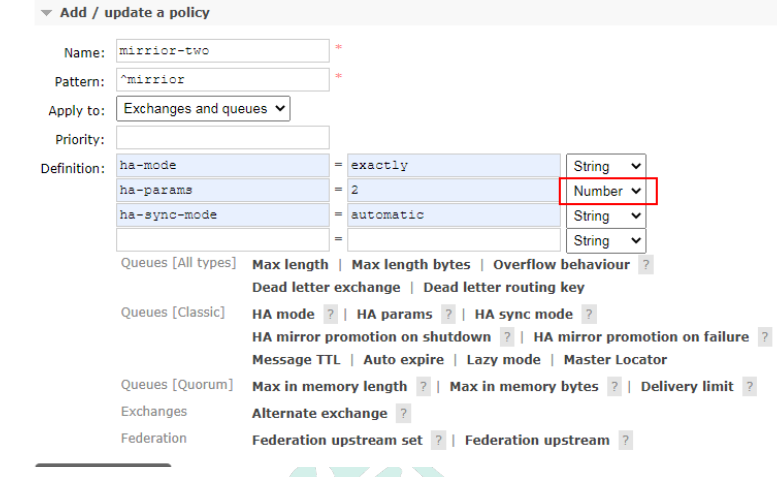 Add / update a policy
Name: mirrior-two *
Pattern: ^mirrior *
Apply to: Exchanges and queues
Priority:
Definition: ha-mode = exactly String
ha-params = 2 Number
ha-sync-mode = automatic String
= String
Queues [All types] Max length | Max length bytes | Overflow behaviour ?
Dead letter exchange | Dead letter routing key
Queues [Classic] HA mode ? | HA params ? | HA sync mode ?
HA mirror promotion on shutdown ? | HA mirror promotion on failure ?
Message TTL | Auto expire | Lazy mode | Master Locator
Queues [Quorum] Max in memory length ? | Max in memory bytes ? | Delivery limit ?
Exchanges Alternate exchange ?
Federation Federation upstream set ? | Federation upstream ?